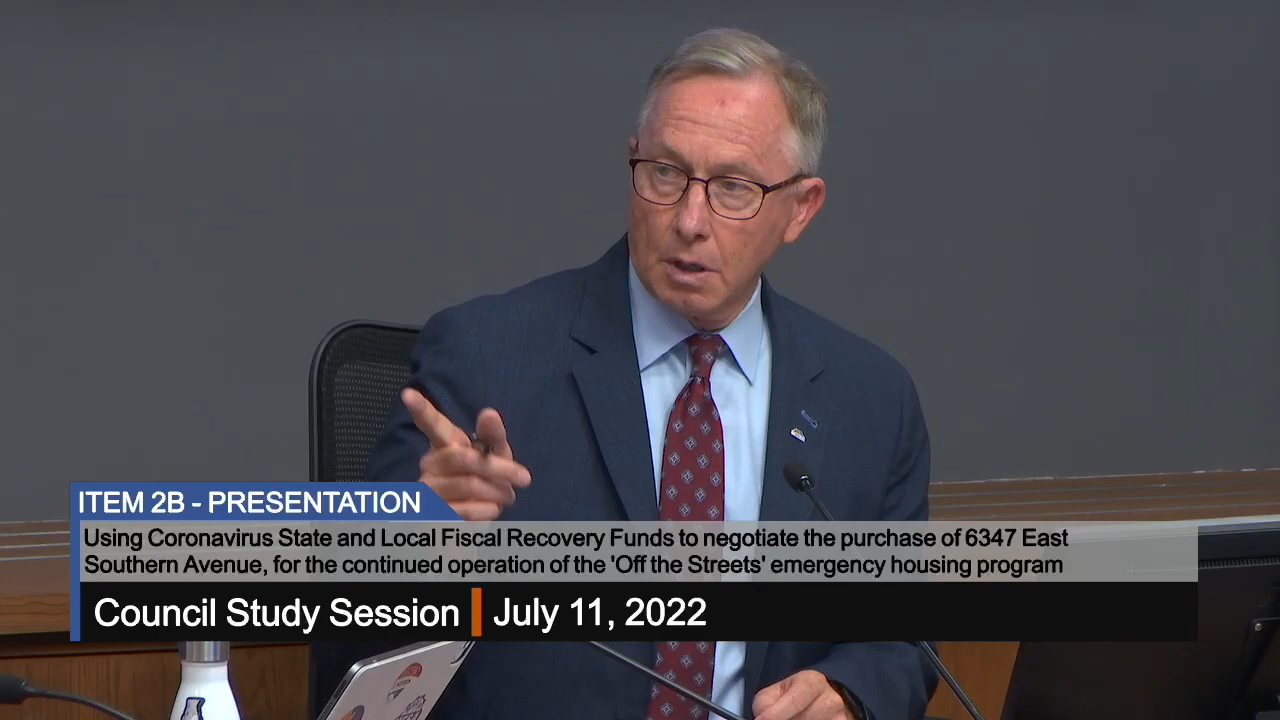 ITEM 2B - PRESENTATION
Using Coronavirus State and Local Fiscal Recovery Funds to negotiate the purchase of 6347 East
Southern Avenue, for the continued operation of the 'Off the Streets' emergency housing program
Council Study Session July 11, 2022